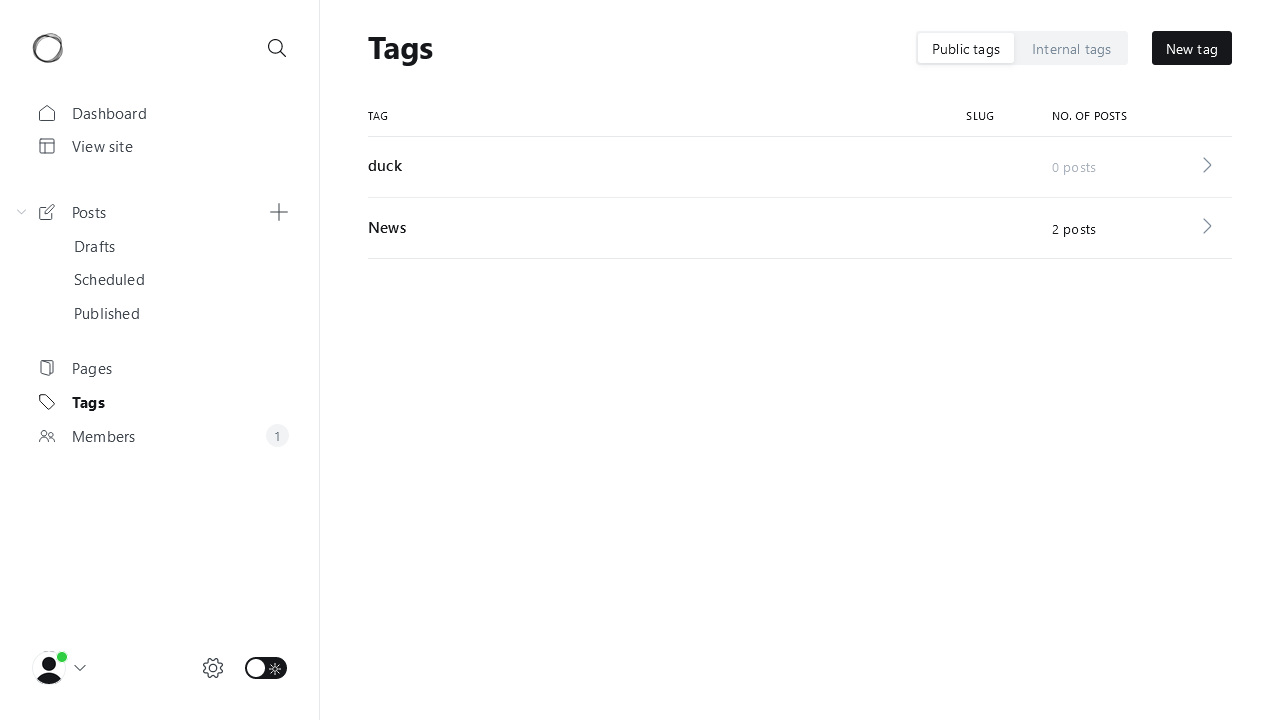 Tags
Public tags
Internal tags
New tag
Dashboard
View site
Posts
Drafts
Scheduled
Published
Pages
Tags
Members
1
TAG
SLUG
NO. OF POSTS
duck
0 posts
News
2 posts